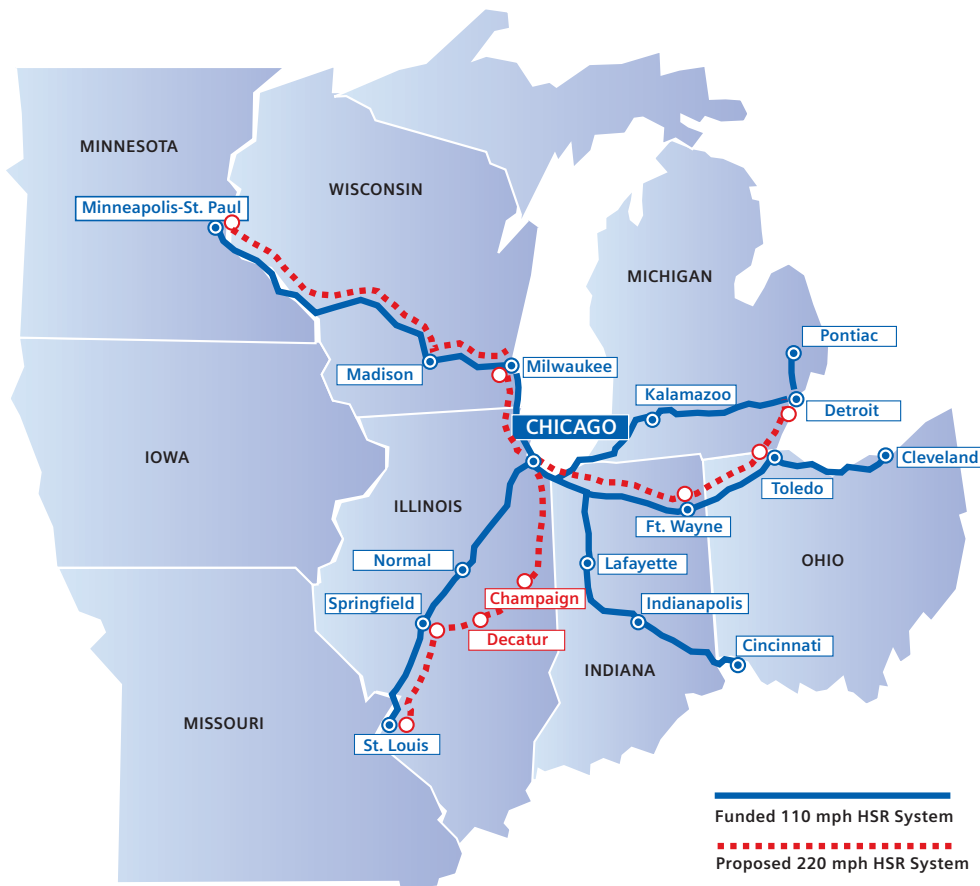 MINNESOTA
WISCONSIN
Minneapolis-St. Paul
MICHIGAN
Pontiac
Milwaukee
Madison
Kalamazoo
Detroit
CHICAGO
IOWA
Cleveland
Toledo
ILLINOIS
Ft. Wayne
Normal
Lafayette
OHIO
Champaign
Springfield
Indianapolis
Decatur
Cincinnati
INDIANA
MISSOURI
St. Louis
Funded 110 mph HSR System
Proposed 220 mph HSR System